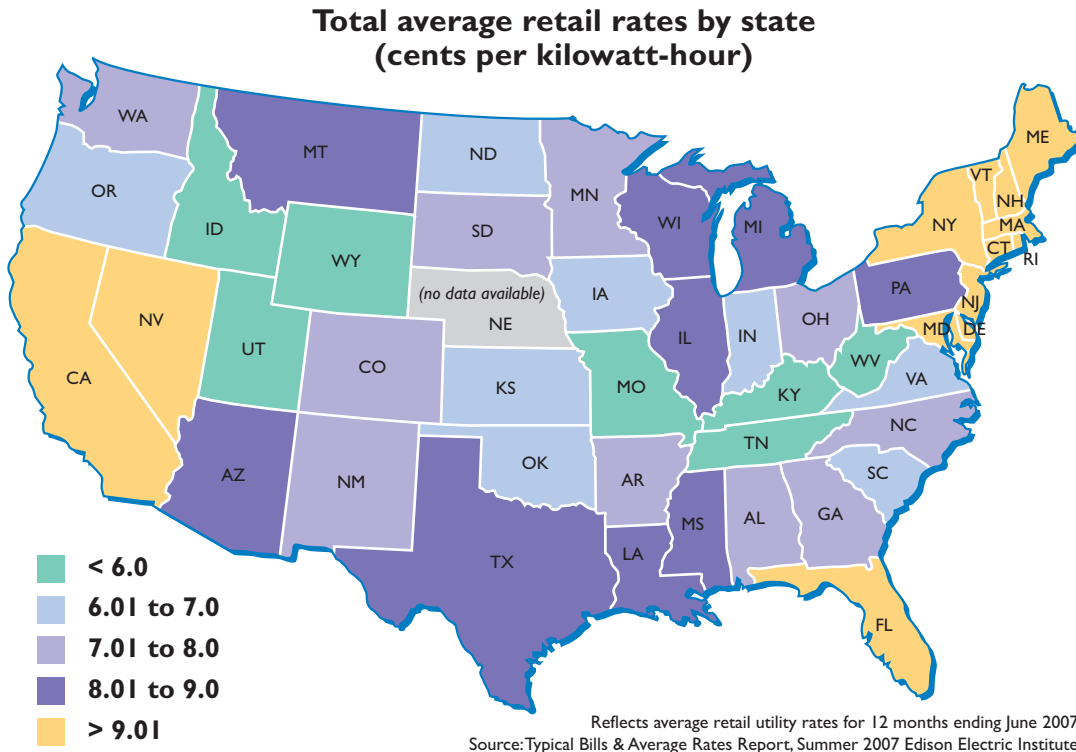 Total average retail rates by state
(cents per kilowatt-hour)
WA
MT
ND
MN
ME
VT
NH
OR
ID
SD
WI
MI
NY
MA
CT
RI
WY
(no data available)
NE
IA
PA
NJ
NV
UT
CO
IL
IN
OH
MD
DE
WV
CA
KS
MO
KY
VA
AZ
NM
OK
AR
TN
NC
SC
TX
LA
MS
AL
GA
FL
< 6.0
6.01 to 7.0
7.01 to 8.0
8.01 to 9.0
> 9.01
Reflects average retail utility rates for 12 months ending June 2007
Source: Typical Bills & Average Rates Report, Summer 2007 Edison Electric Institute